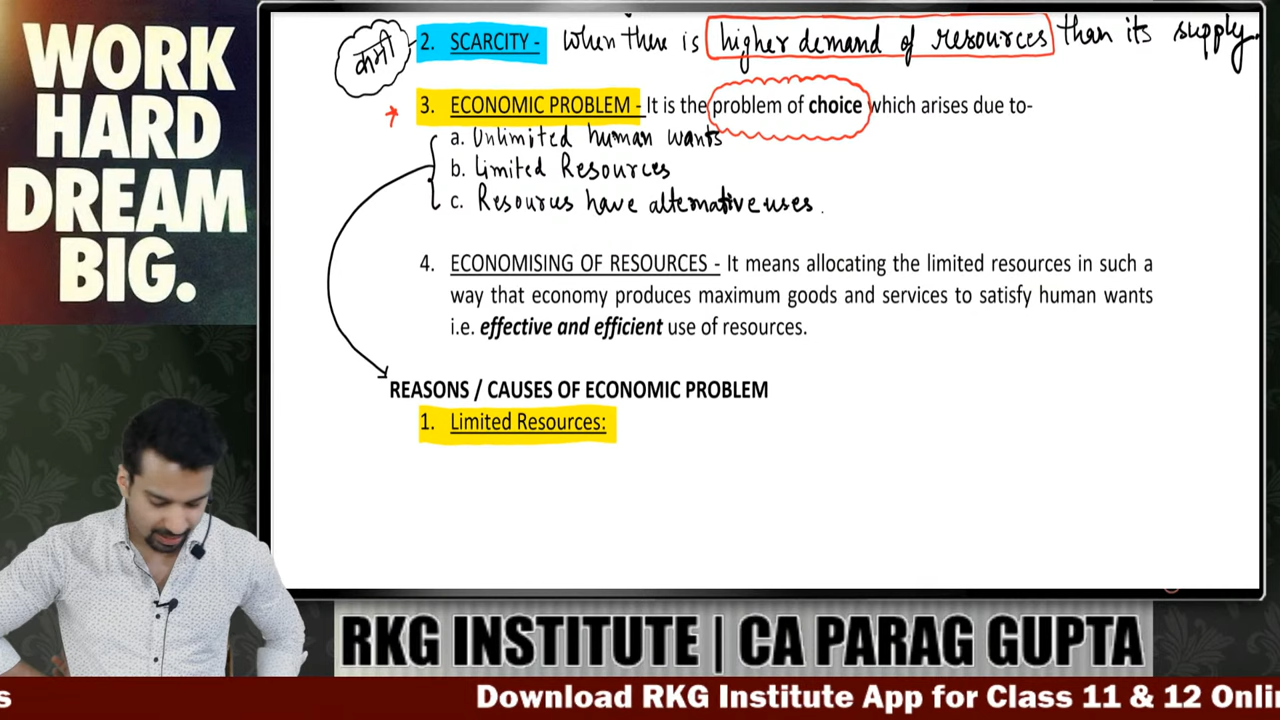 WORK
HARD
DREAM
BIG.
कमी
2. SCARCITY - When there is higher demand of resources than its supply.
* 3. ECONOMIC PROBLEM - It is the problem of choice which arises due to-
a. Unlimited human wants
b. Limited Resources
c. Resources have alternative uses.
4. ECONOMISING OF RESOURCES - It means allocating the limited resources in such a
way that economy produces maximum goods and services to satisfy human wants
i.e. effective and efficient use of resources.
REASONS / CAUSES OF ECONOMIC PROBLEM
1. Limited Resources:
RKG INSTITUTE | CA PARAG GUPTA
s Download RKG Institute App for Class 11 & 12 Onli